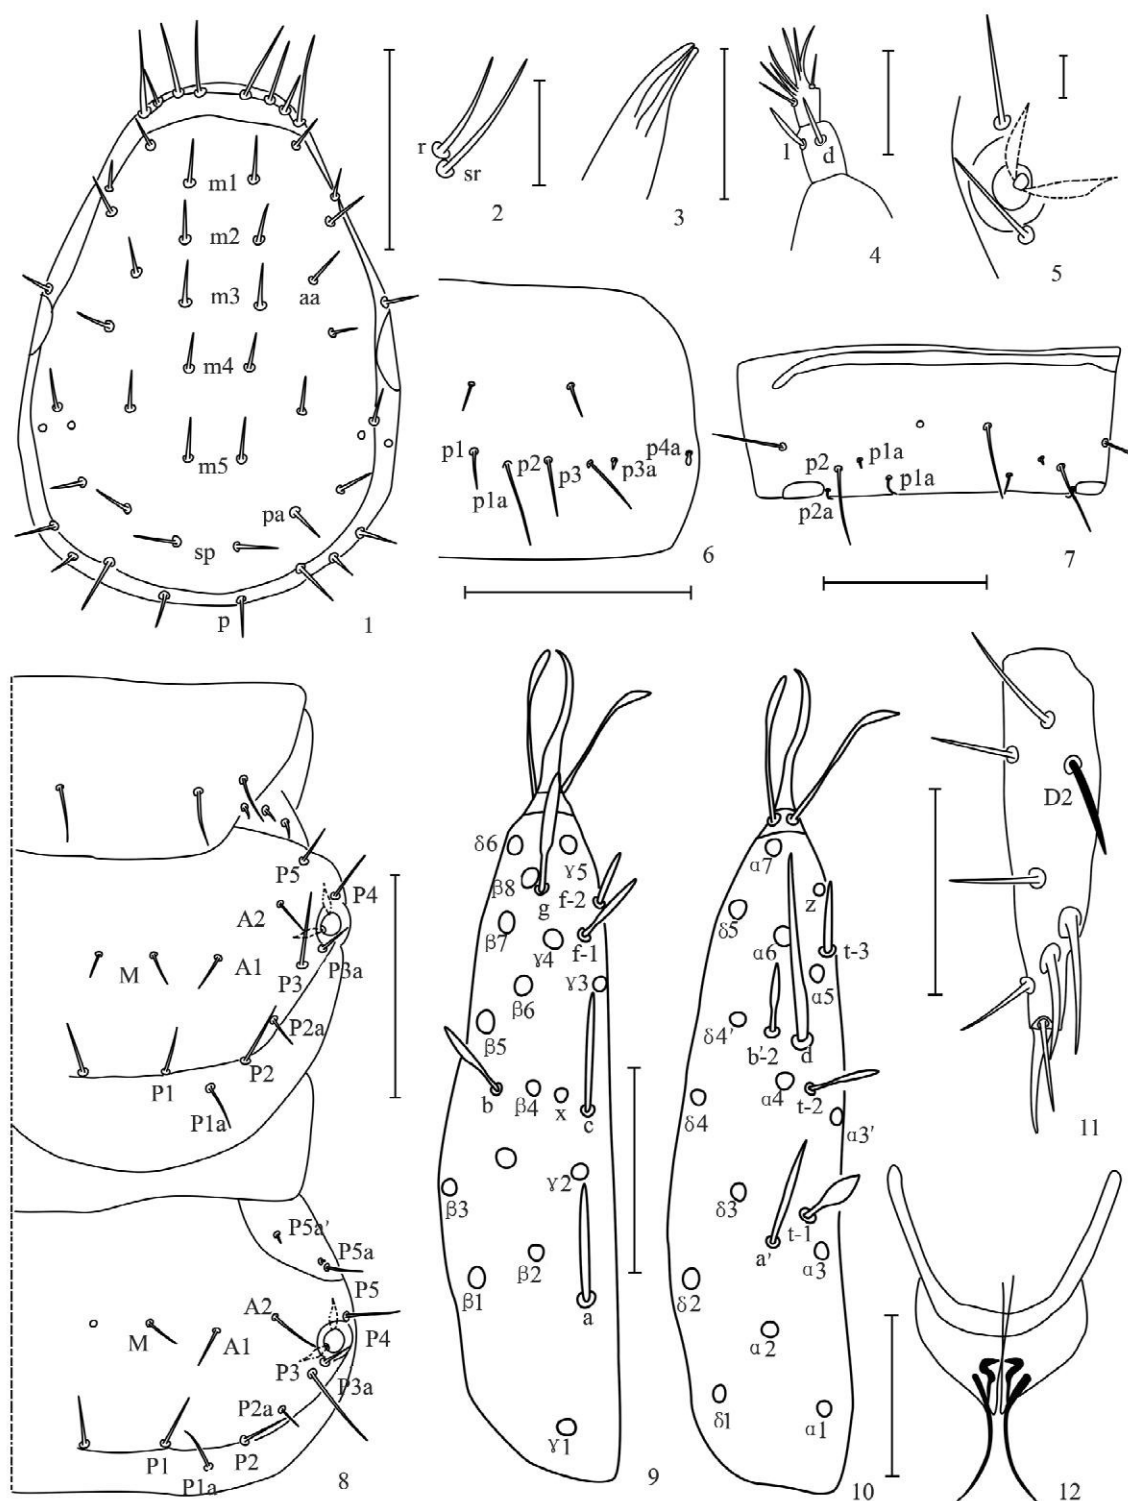 m1
m2
m3
aa
m4
m5
pa
sp
p
1
r
sr
2
3
l
d
4
5
p1
p1a
p2
p3
p3a
p4a
6
p2
p1a
p1a
p2a
7
P5
P4
A2
M
A1
P3
P3a
P2a
P1
P2
P1a
P5a'
P5a
P5
A2
M
A1
P4
P3
P3a
P2a
P1
P2
P1a
8
δ6
γ5
β8
g
f-2
β7
γ4
f-1
β6
γ3
β5
b
β4
x
c
γ2
β3
β2
β1
a
γ1
9
α7
z
δ5
α6
t-3
α5
δ4'
b'-2
d
α4
t-2
δ4
α3'
δ3
t-1
a'
α3
δ2
α2
δ1
α1
10
D2
11
12